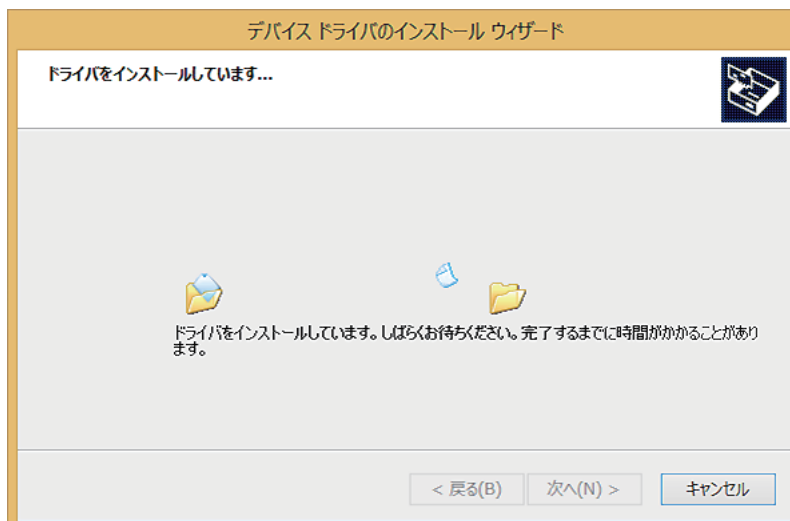 デバイス ドライバのインストール ウィザード
ドライバをインストールしています...
ドライバをインストールしています。しばらくお待ちください。完了するまでに時間がかかることがあり
ます。
< 戻る(B)
次へ(N) >
キャンセル